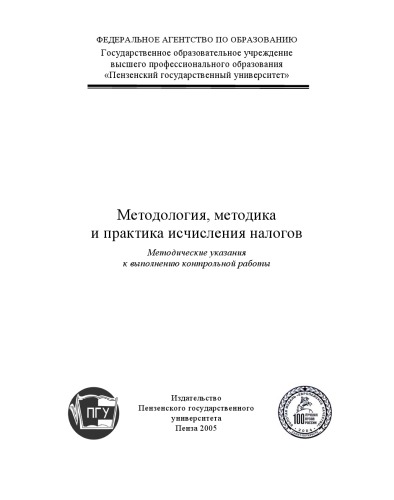 ФЕДЕРАЛЬНОЕ АГЕНТСТВО ПО ОБРАЗОВАНИЮ
Государственное образовательное учреждение
высшего профессионального образования
«Пензенский государственный университет»
Методология, методика
и практика исчисления налогов
Методические указания
к выполнению контрольной работы
ПГУ
Издательство
Пензенского государственного
университета
Пенза 2005
100